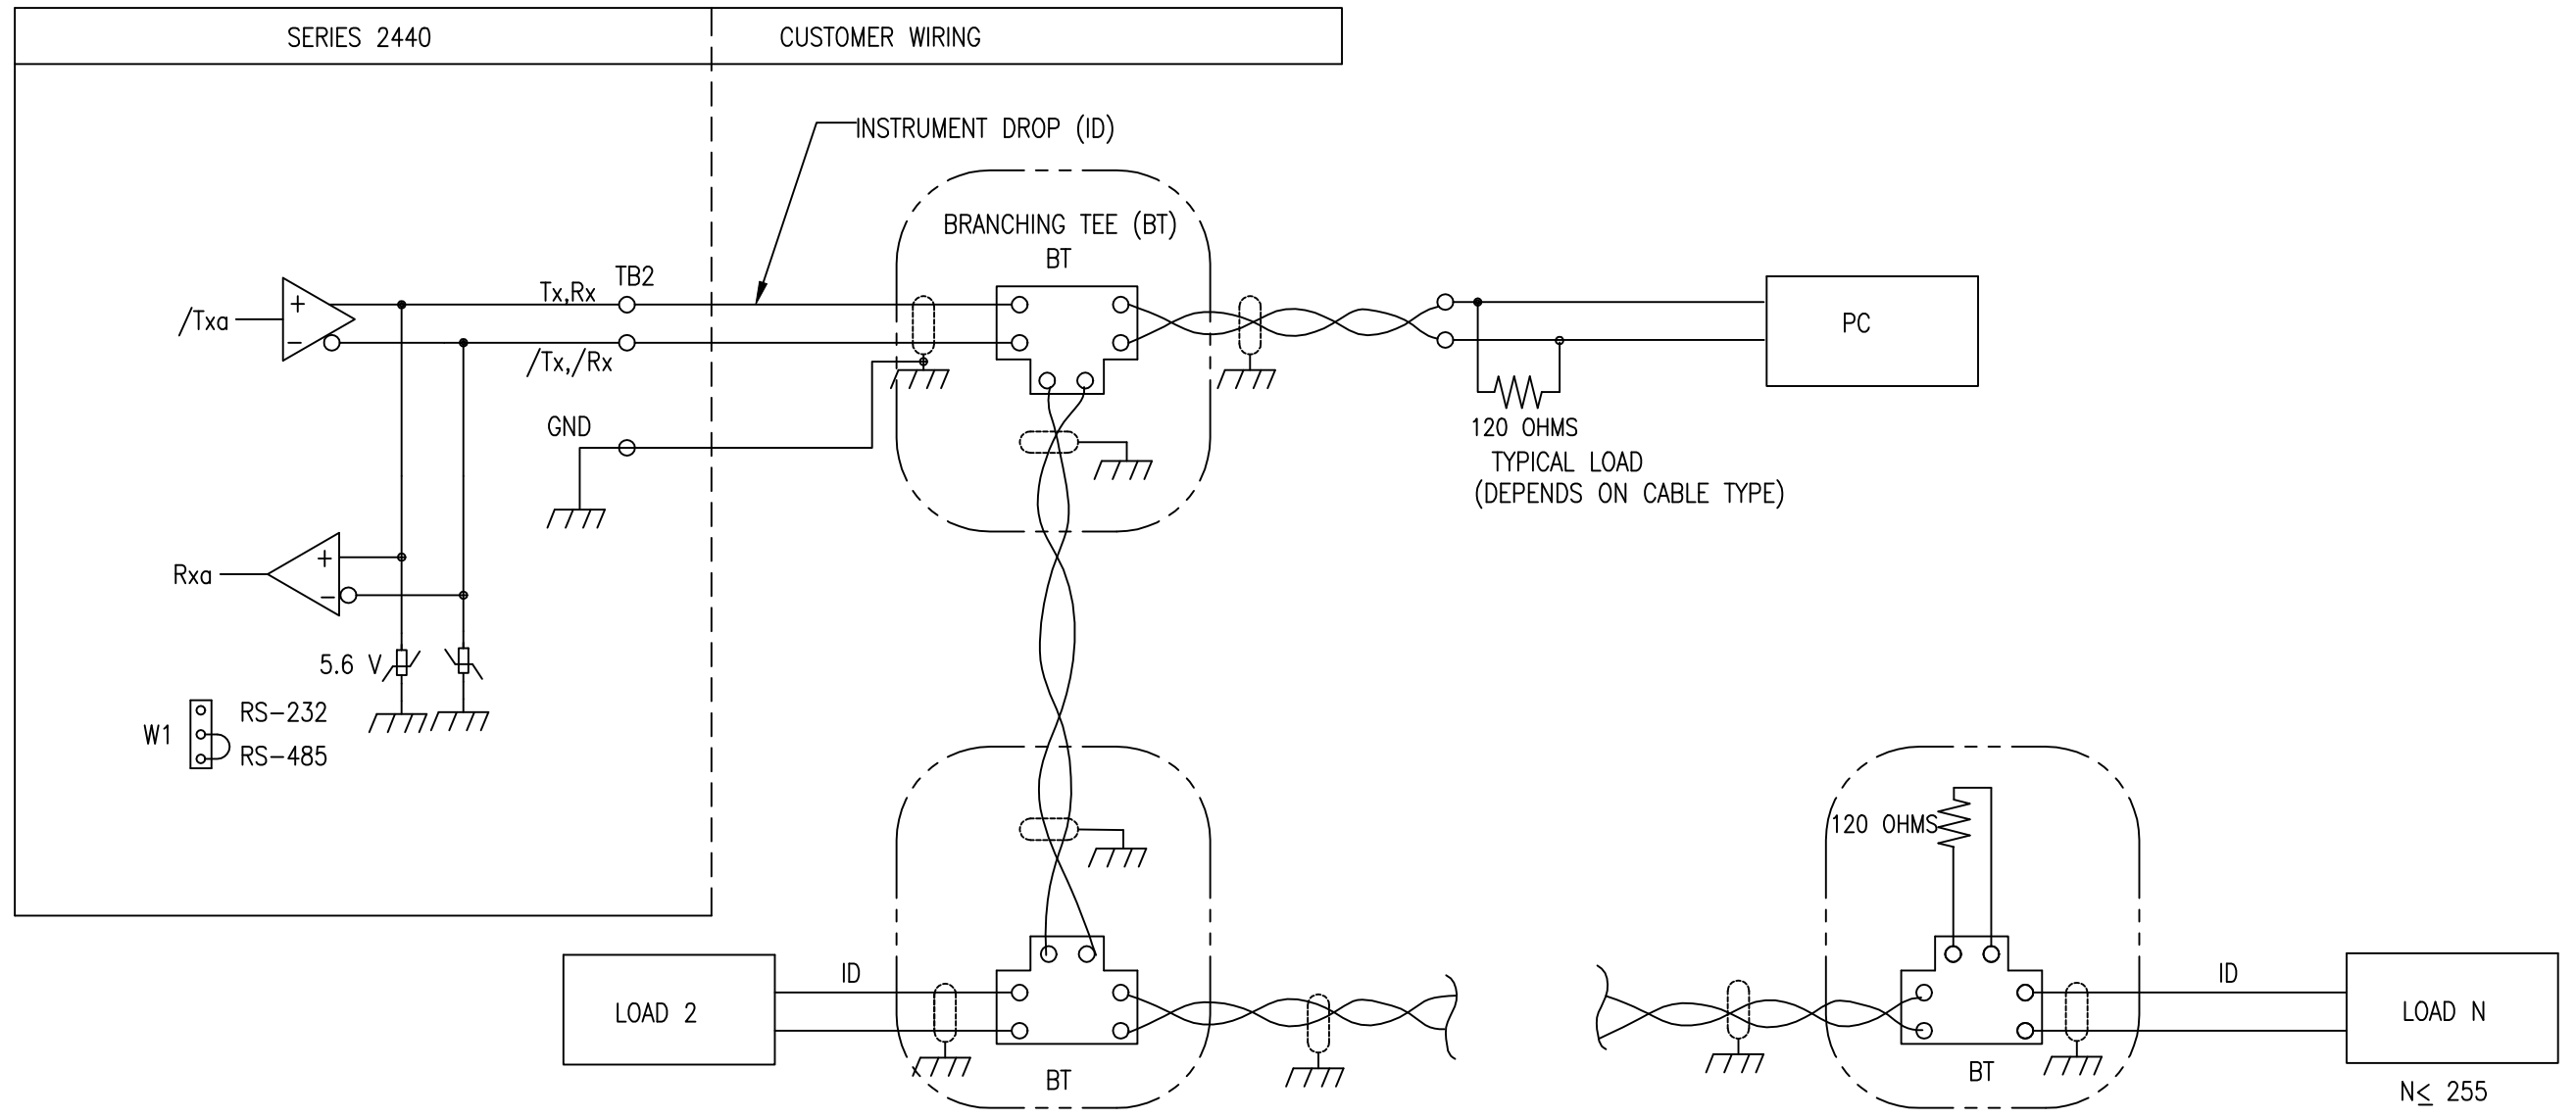 SERIES 2440
CUSTOMER WIRING
INSTRUMENT DROP (ID)
BRANCHING TEE (BT)
BT
TB2
Tx,Rx
/Txa
+
−
/Tx,/Rx
PC
GND
120 OHMS
TYPICAL LOAD
(DEPENDS ON CABLE TYPE)
Rxa
+
−
5.6 V
W1
RS-232
RS-485
120 OHMS
LOAD 2
ID
BT
ID
LOAD N
BT
N≤ 255